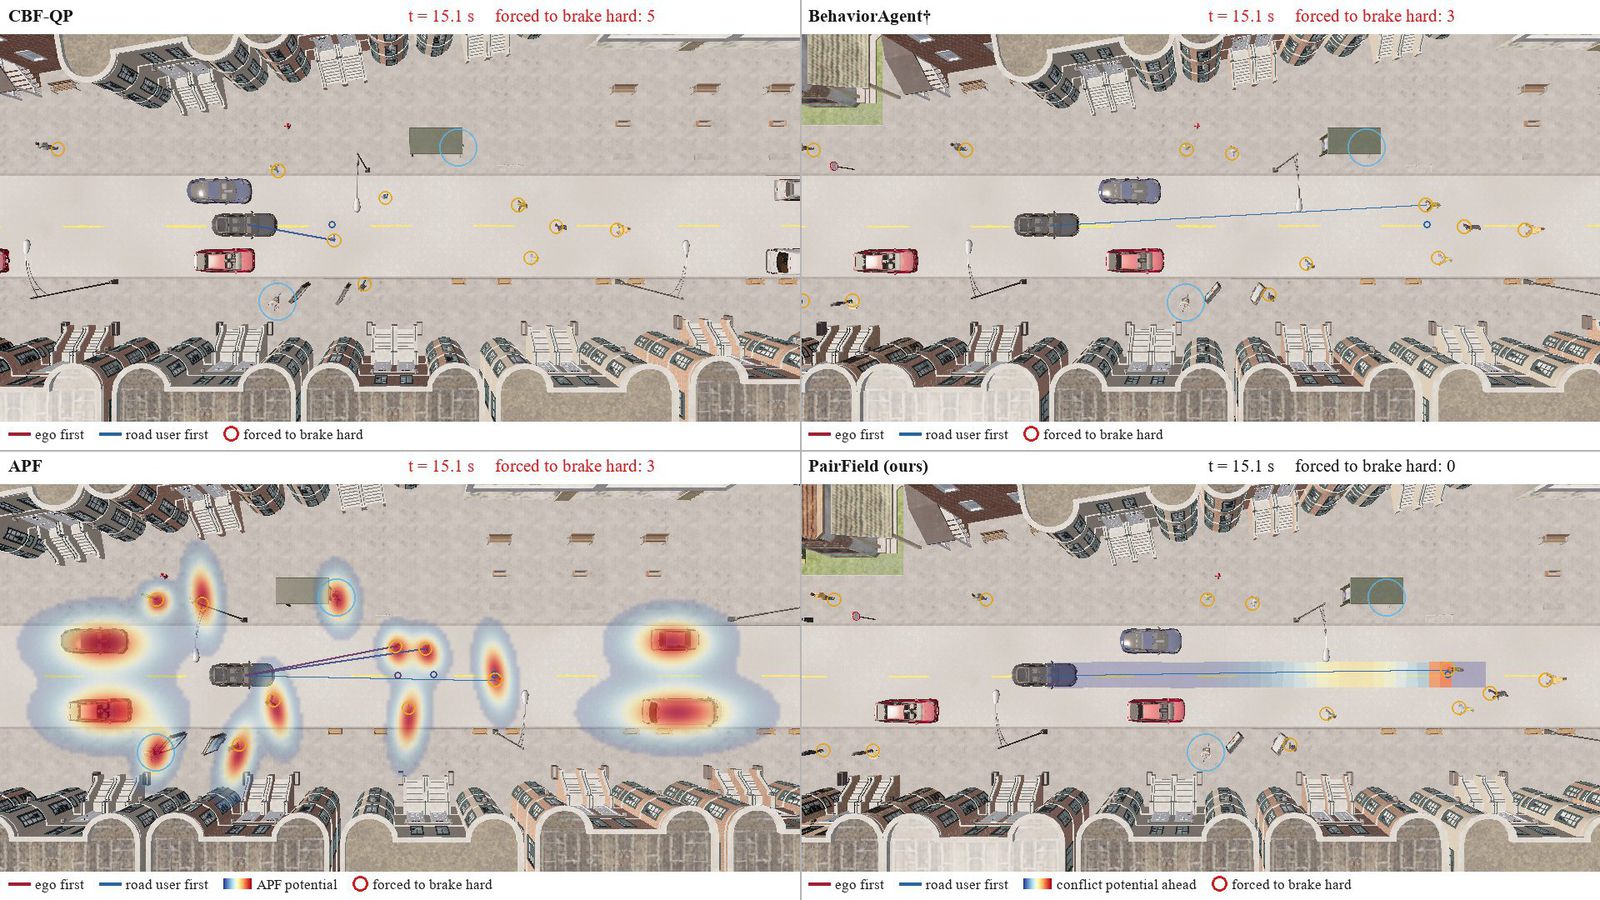 CBF-QP
t = 15.1 s forced to brake hard: 5
BehaviorAgent†
t = 15.1 s forced to brake hard: 3
ego first road user first forced to brake hard
ego first road user first forced to brake hard
APF
t = 15.1 s forced to brake hard: 3
PairField (ours)
t = 15.1 s forced to brake hard: 0
ego first road user first APF potential forced to brake hard
ego first road user first conflict potential ahead forced to brake hard